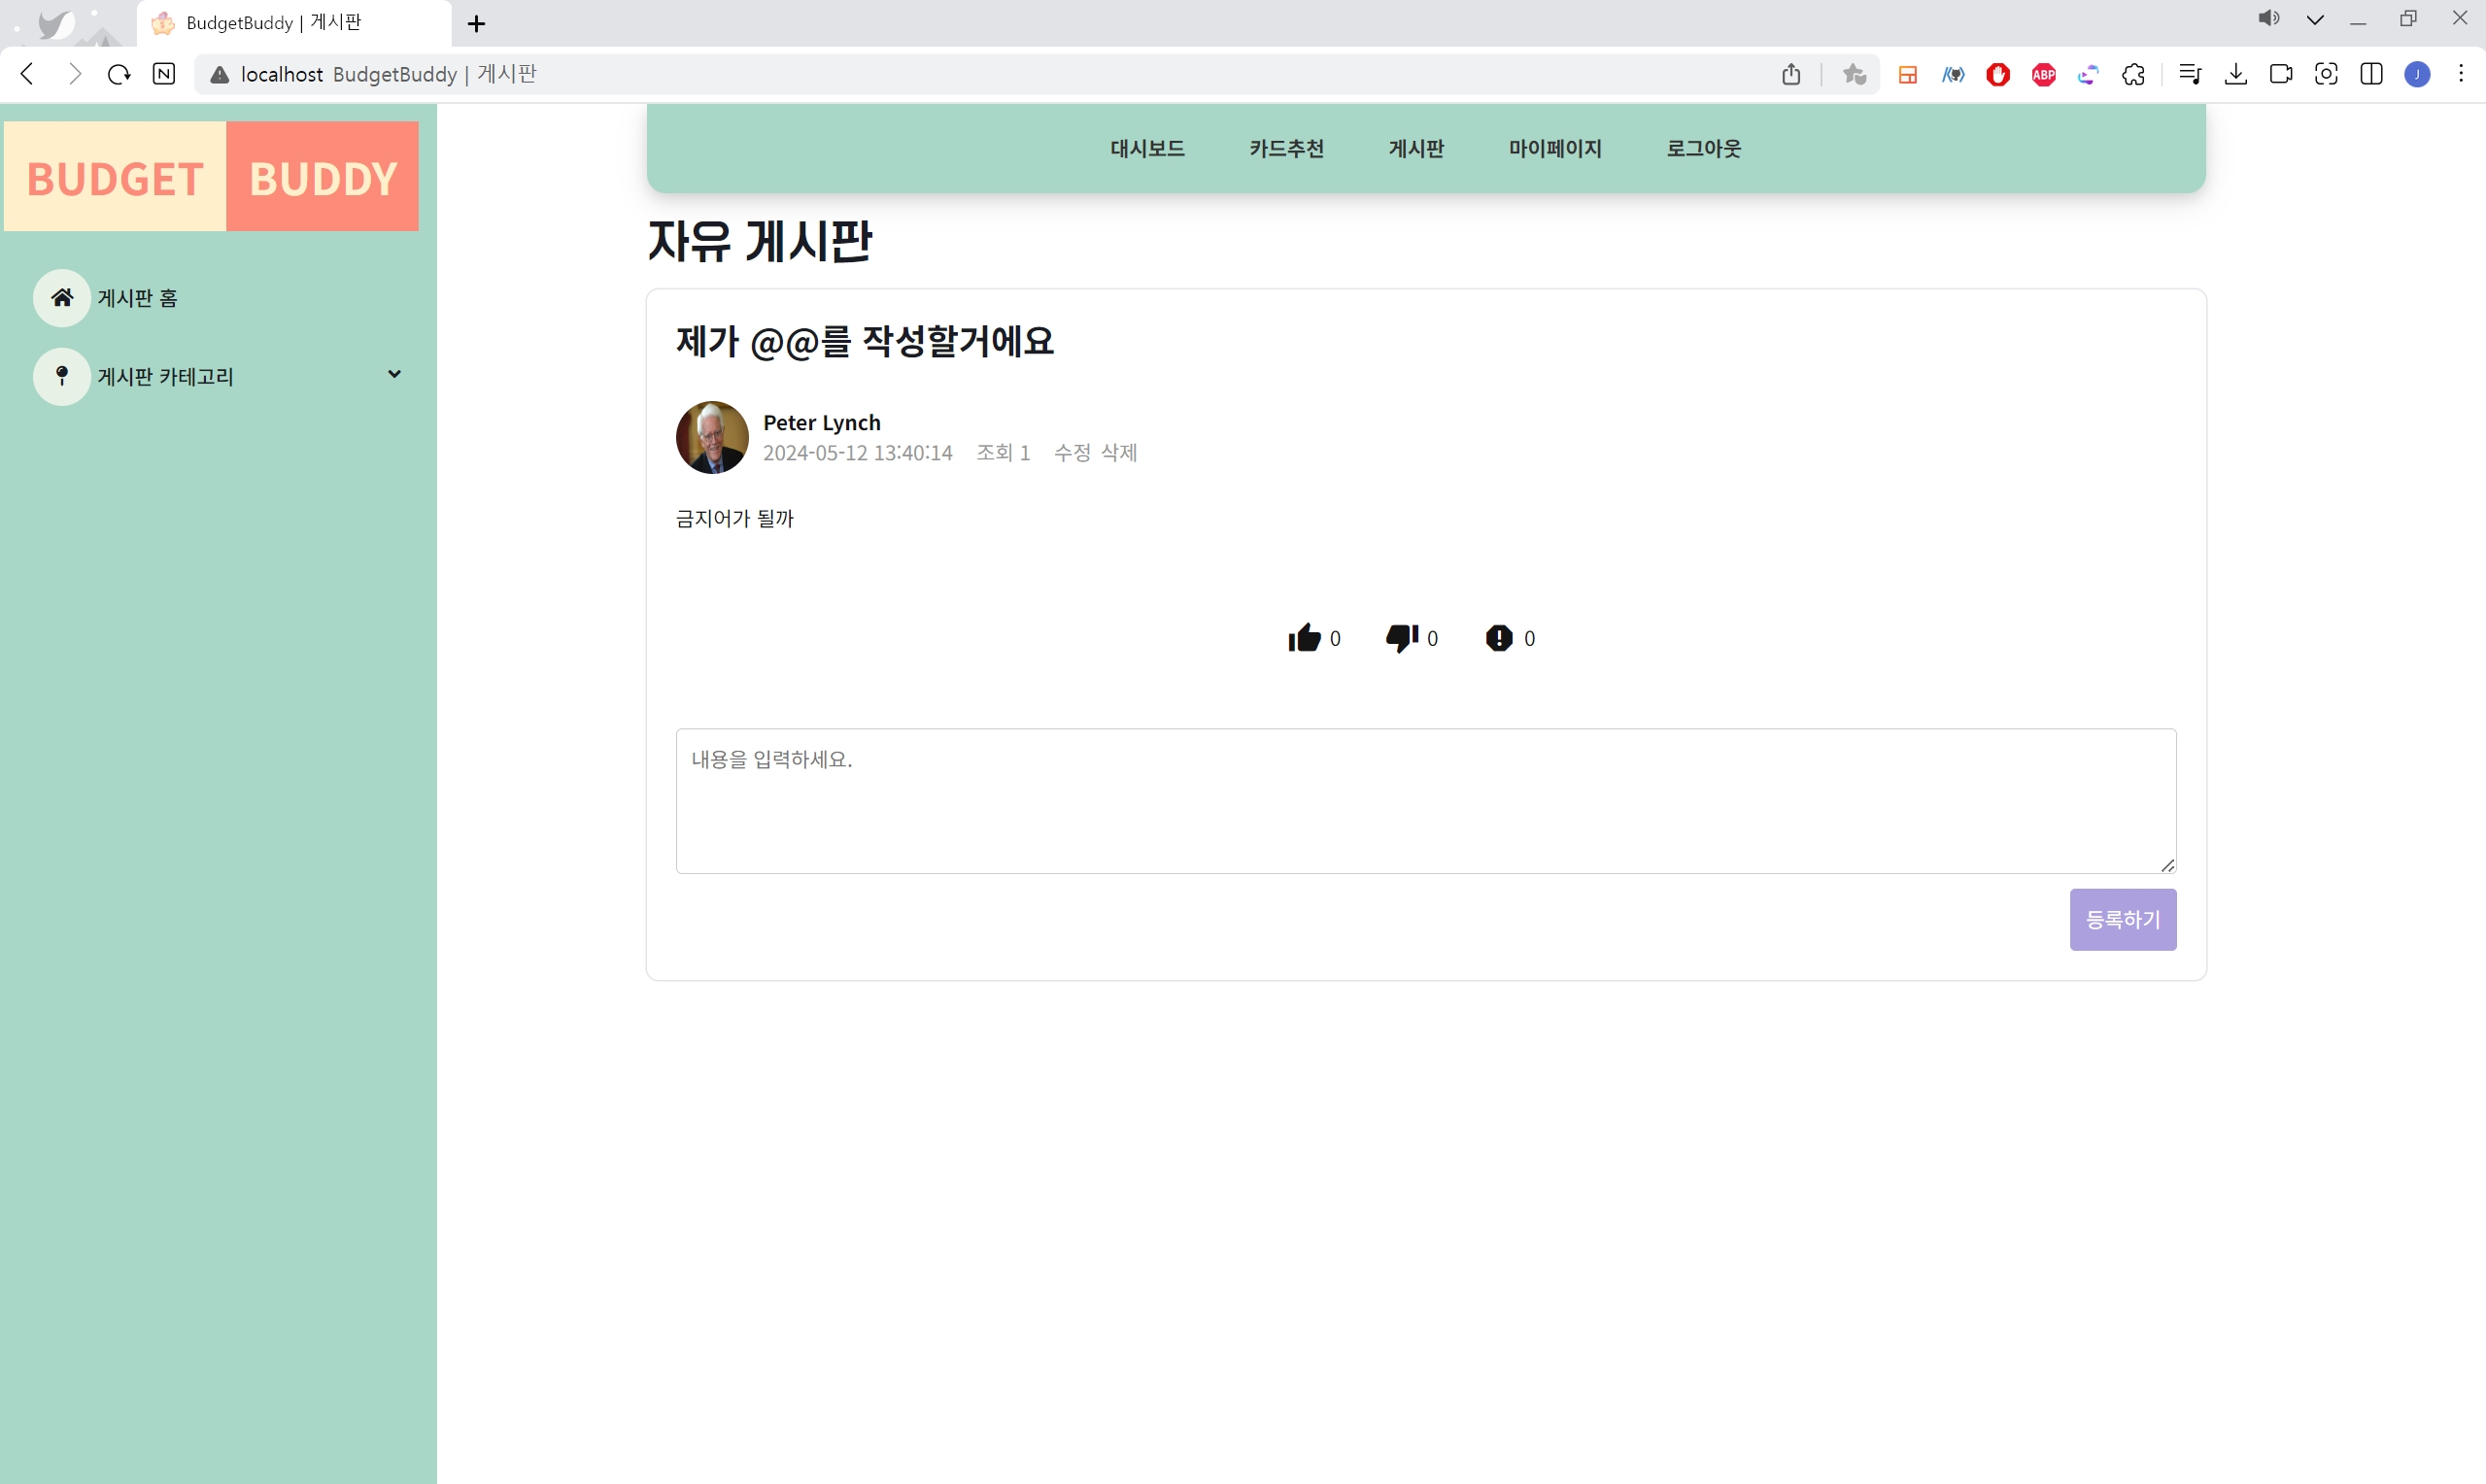 BudgetBuddy | 게시판
localhost BudgetBuddy | 게시판
ABP
J
BUDGET BUDDY
대시보드 카드추천 게시판 마이페이지 로그아웃
게시판 홈
게시판 카테고리
자유 게시판
제가 @@를 작성할거에요
Peter Lynch
2024-05-12 13:40:14 조회 1 수정 삭제
금지어가 될까
0 0 0
내용을 입력하세요.
등록하기